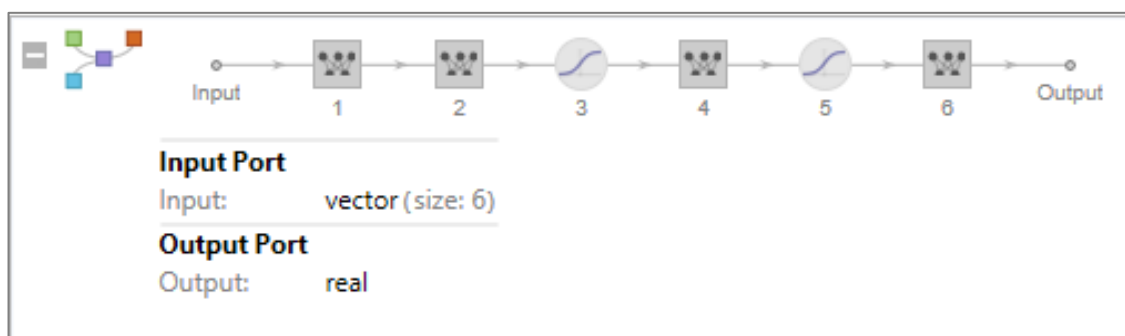 Input 1 2 3 4 5 6 Output
Input Port
Input: vector (size: 6)
Output Port
Output: real